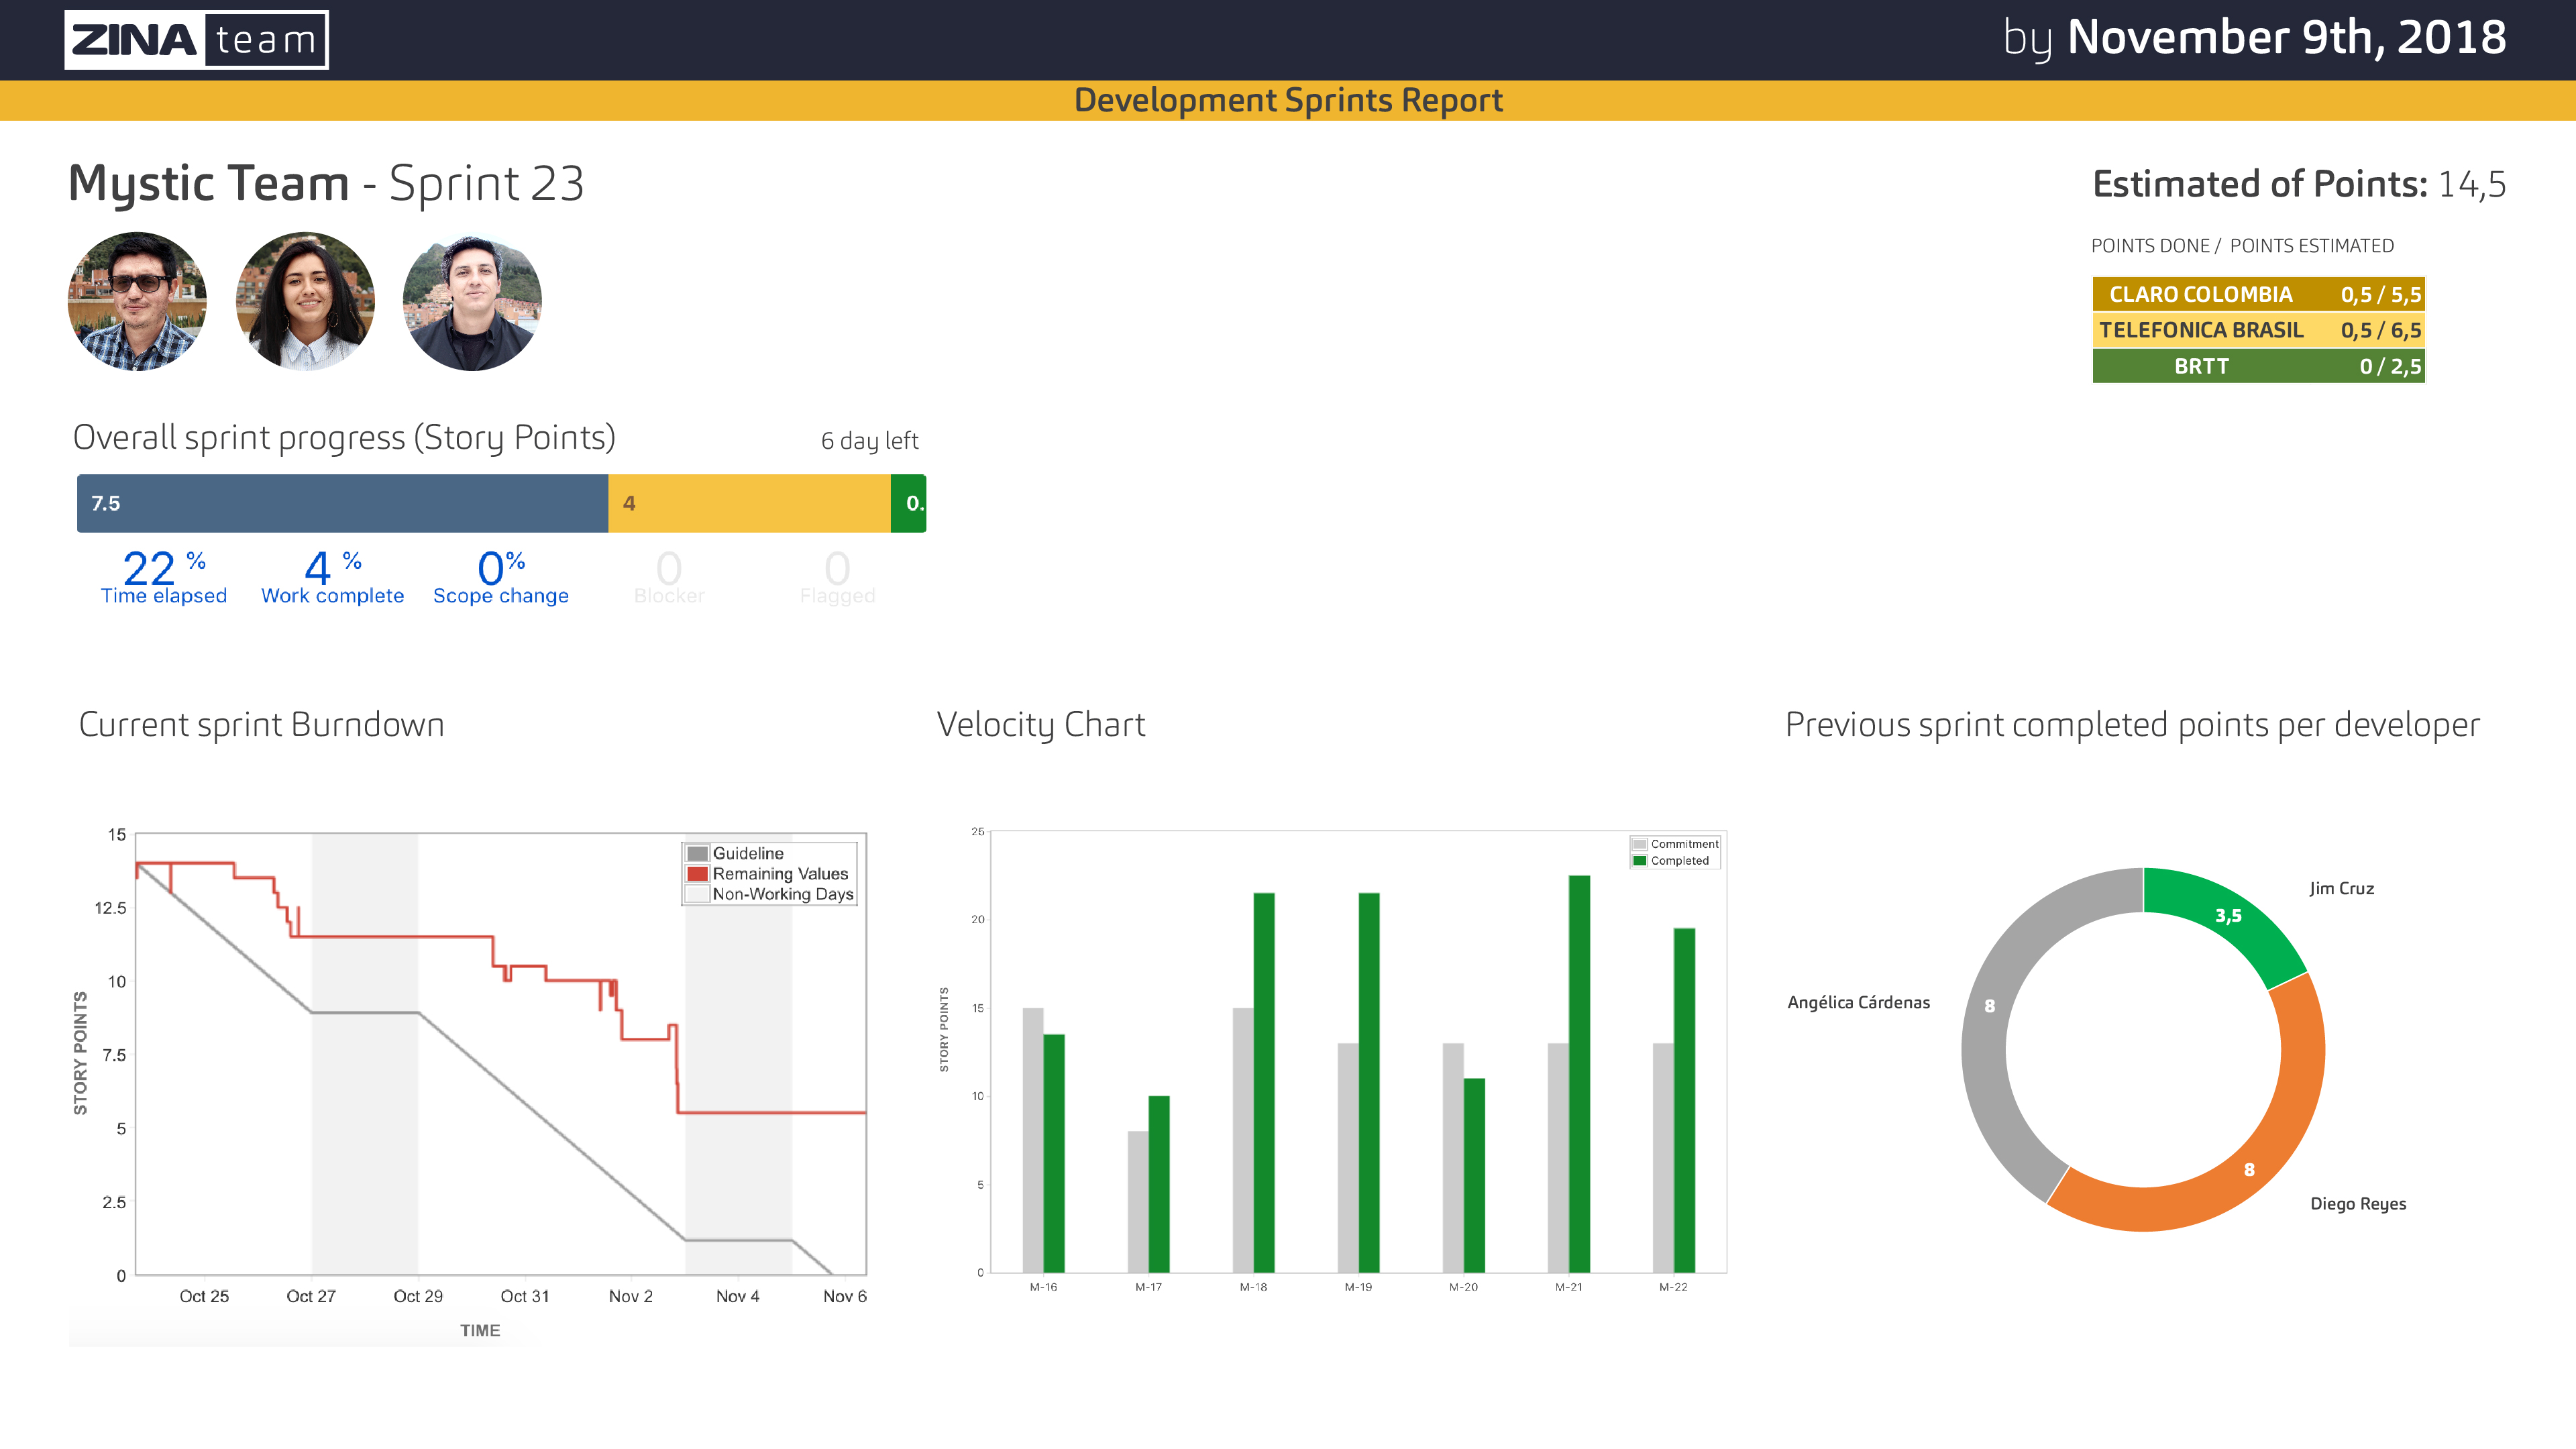 ZINA team
by November 9th, 2018
Development Sprints Report
Mystic Team - Sprint 23
Estimated of Points: 14,5
POINTS DONE / POINTS ESTIMATED
CLARO COLOMBIA 0,5 / 5,5
TELEFONICA BRASIL 0,5 / 6,5
BRTT 0 / 2,5
Overall sprint progress (Story Points)
6 day left
7.5 4 0.
22 % 4 % 0% 0 0
Time elapsed Work complete Scope change Blocker Flagged
Current sprint Burndown
15
12.5
10
7.5
5
2.5
0
STORY POINTS
Guideline
Remaining Values
Non-Working Days
Oct 25 Oct 27 Oct 29 Oct 31 Nov 2 Nov 4 Nov 6
TIME
Velocity Chart
25
20
15
10
5
0
STORY POINTS
Commitment
Completed
M-16 M-17 M-18 M-19 M-20 M-21 M-22
Previous sprint completed points per developer
Jim Cruz
3,5
Angélica Cárdenas
8
8
Diego Reyes